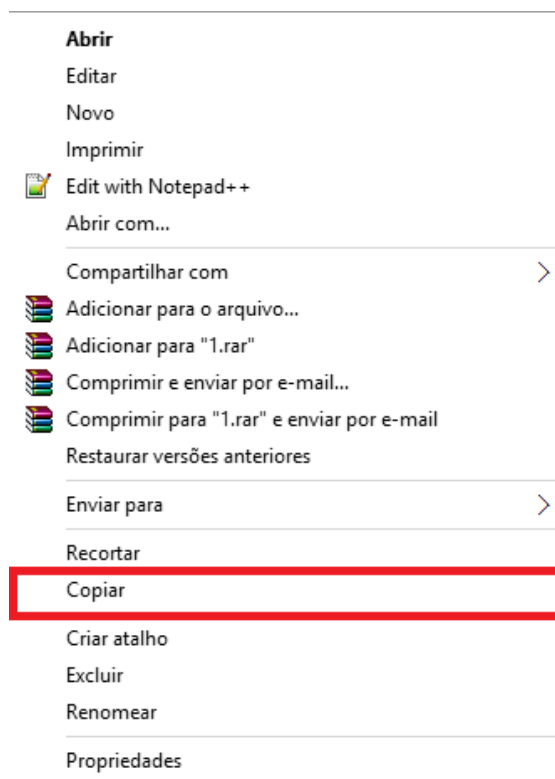 Abrir
Editar
Novo
Imprimir
Edit with Notepad++
Abrir com...
Compartilhar com
Adicionar para o arquivo...
Adicionar para "1.rar"
Comprimir e enviar por e-mail...
Comprimir para "1.rar" e enviar por e-mail
Restaurar versões anteriores
Enviar para
Recortar
Copiar
Criar atalho
Excluir
Renomear
Propriedades